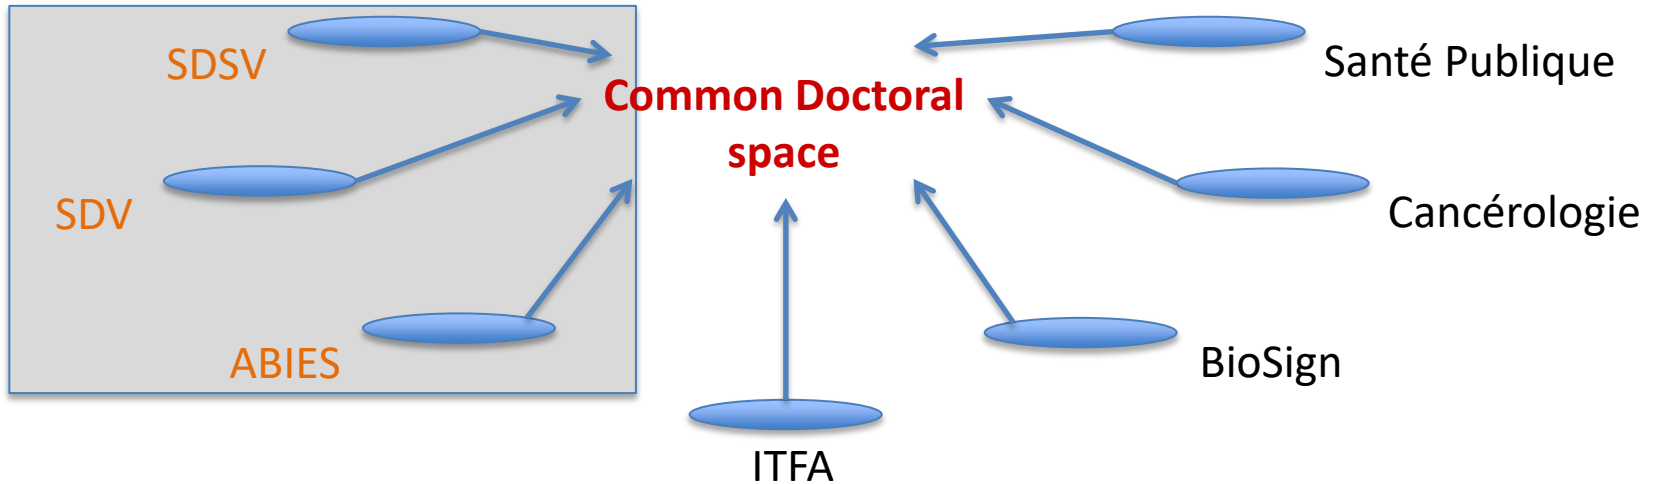 SDSV
Santé Publique
Common Doctoral
space
SDV
Cancérologie
ABIES
BioSign
ITFA